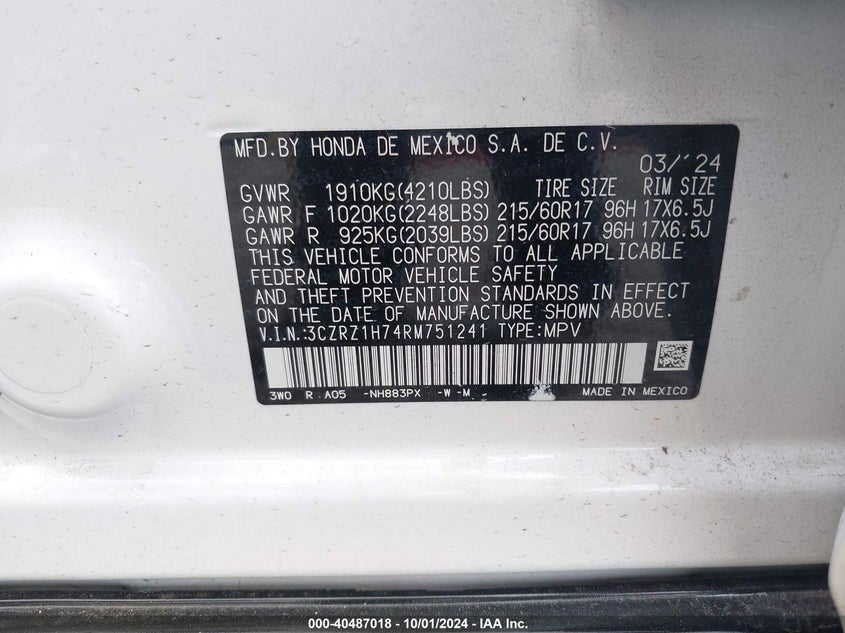 MFD.BY HONDA DE MEXICO S.A. DE C.V.
03/'24
GVWR 1910KG(4210LBS) TIRE SIZE RIM SIZE
GAWR F 1020KG(2248LBS) 215/60R17 96H 17X6.5J
GAWR R 925KG(2039LBS) 215/60R17 96H 17X6.5J
THIS VEHICLE CONFORMS TO ALL APPLICABLE
FEDERAL MOTOR VEHICLE SAFETY
AND THEFT PREVENTION STANDARDS IN EFFECT
ON THE DATE OF MANUFACTURE SHOWN ABOVE.
V.I.N.:3CZRZ1H74RM751241 TYPE:MPV
3W0 R A05 -NH883PX -W -M MADE IN MEXICO
000-40487018 - 10/01/2024 - IAA Inc.